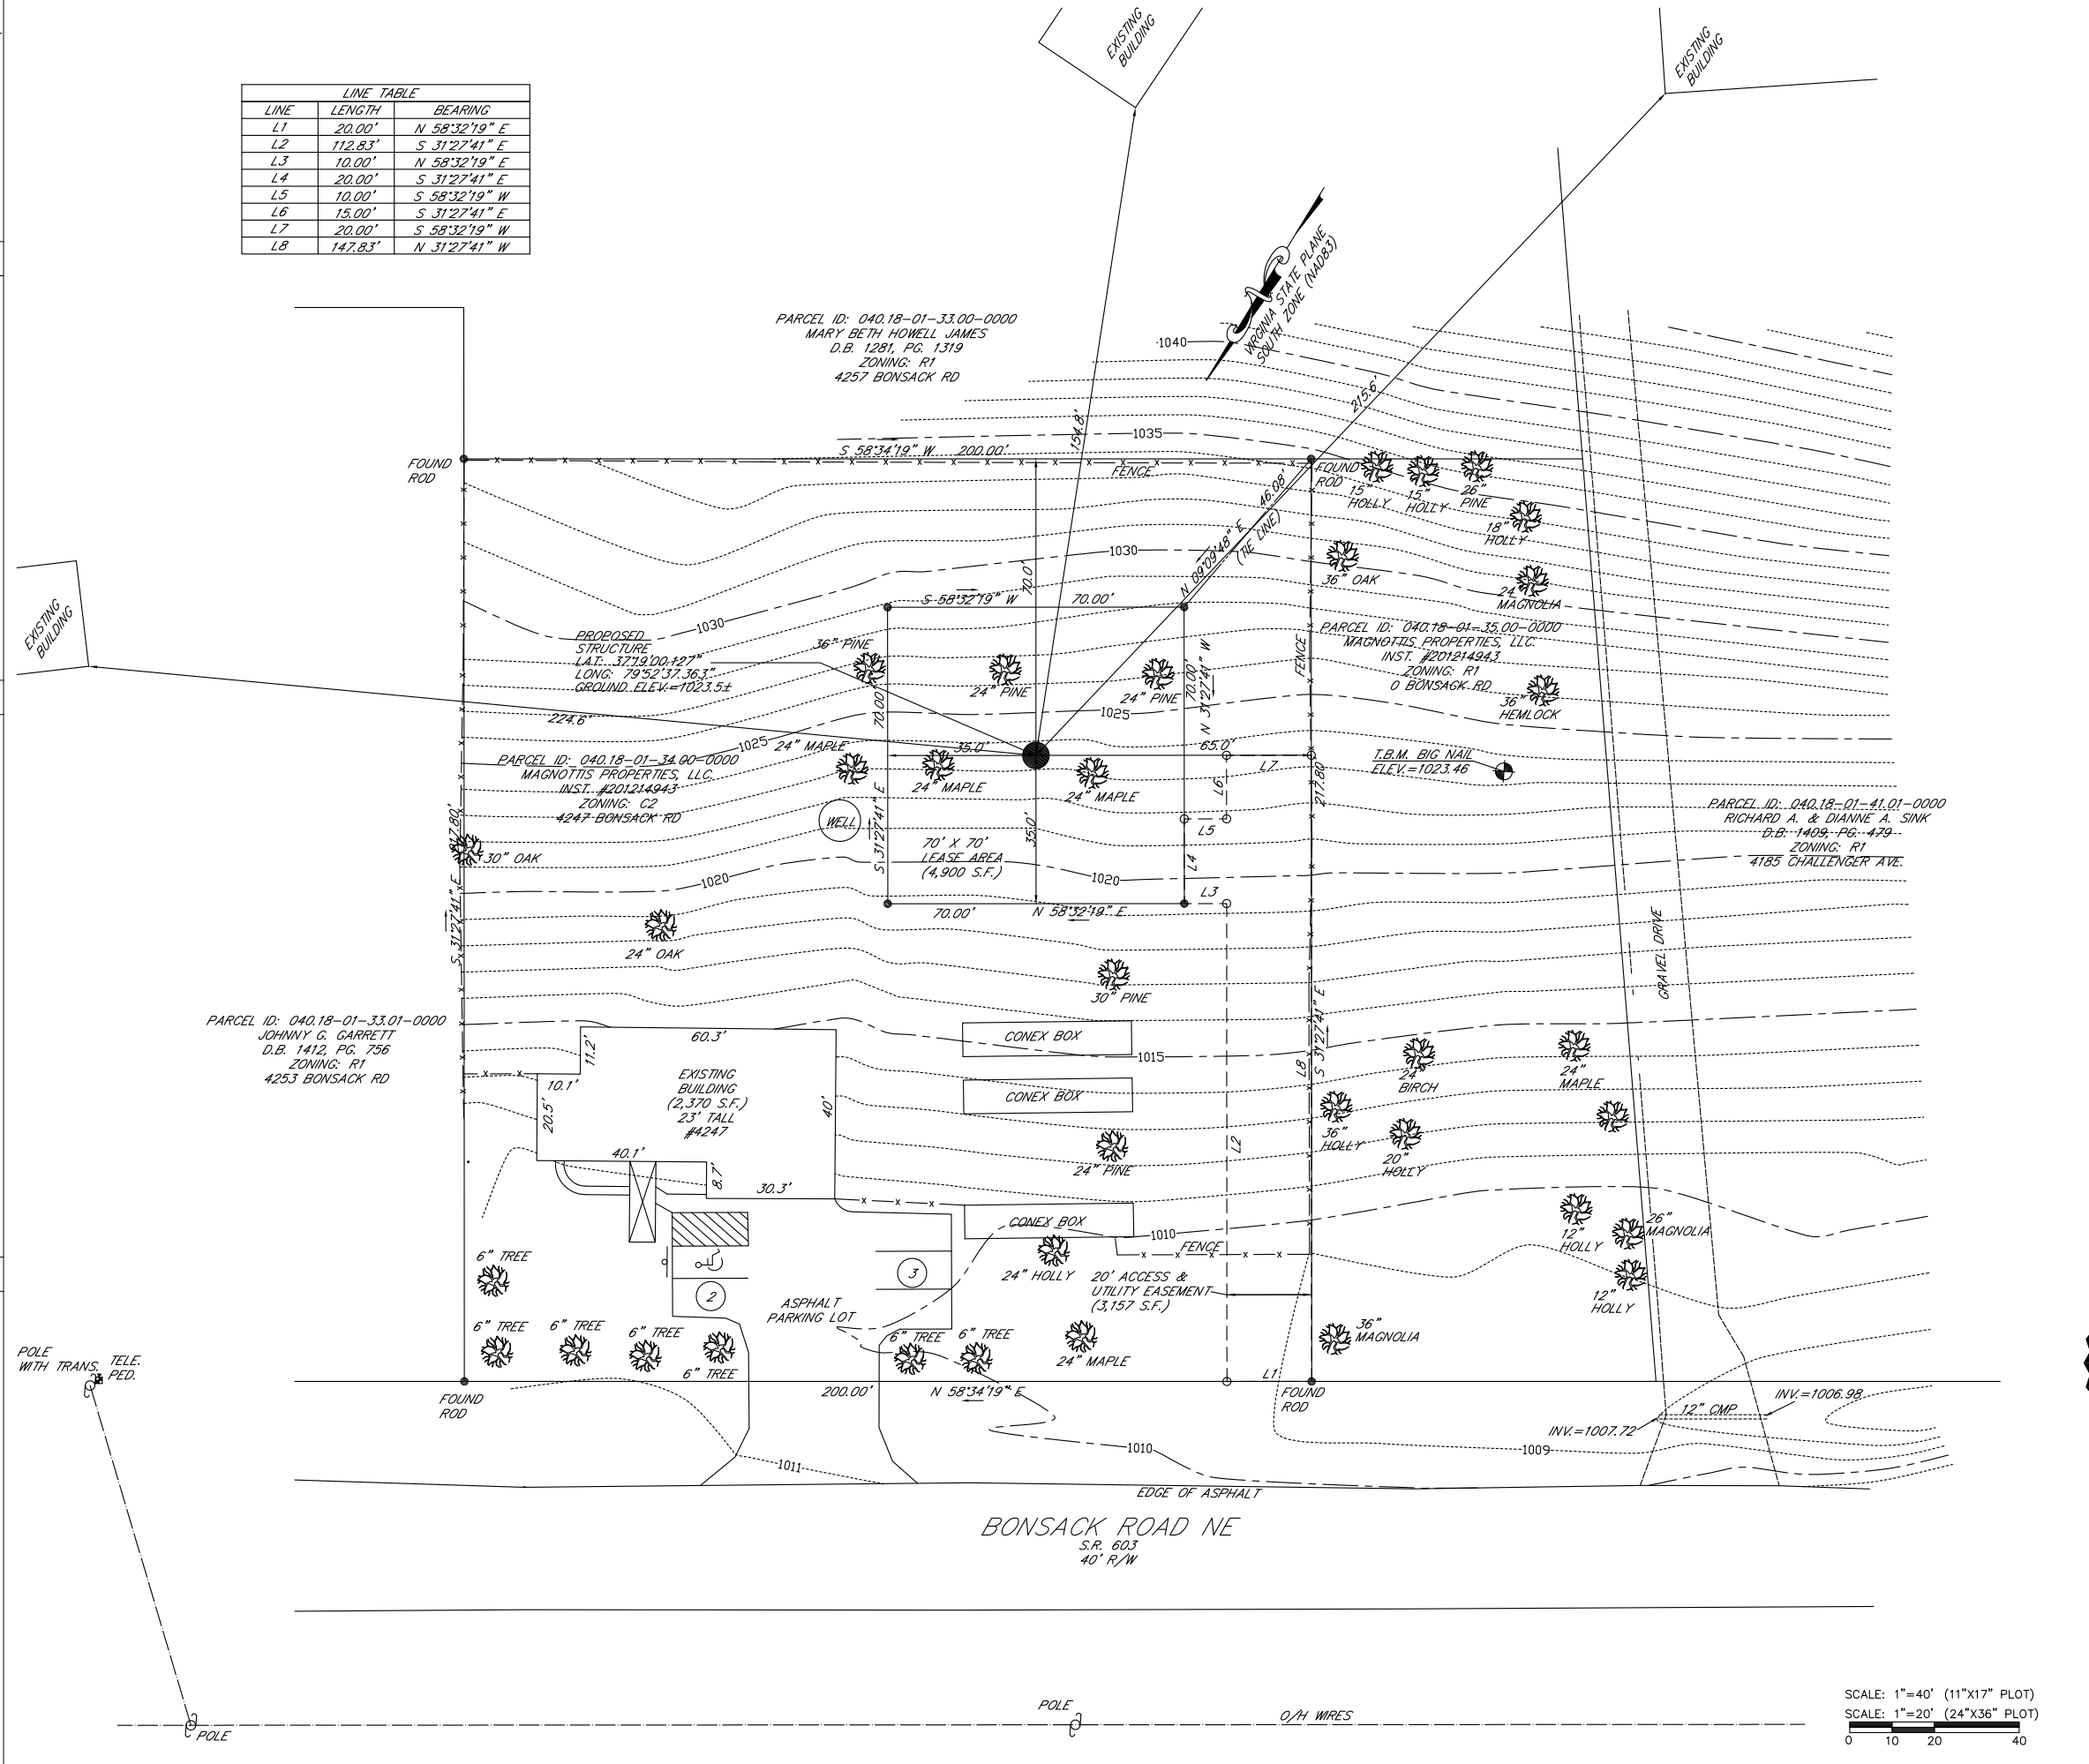 EXISTING
BUILDING
EXISTING
BUILDING
LINE TABLE
LINE LENGTH BEARING
L1 20.00' N 58°32'19" E
L2 112.83' S 31°27'41" E
L3 10.00' N 58°32'19" E
L4 20.00' S 31°27'41" E
L5 10.00' S 58°32'19" W
L6 15.00' S 31°27'41" E
L7 20.00' S 58°32'19" W
L8 147.83' N 31°27'41" W
VIRGINIA STATE PLANE
SOUTH ZONE (NAD83)
PARCEL ID: 040.18-01-33.00-0000
MARY BETH HOWELL JAMES
D.B. 1281, PG. 1319
ZONING: R1
4257 BONSACK RD
1040
215.6'
154.8'
1035
S 58°34'19" W 200.00'
FOUND
ROD
FENCE
FOUND
ROD
46.08'
N 09°09'48" E
(TIE LINE)
15"
HOLLY
15"
HOLLY
26"
PINE
18"
HOLLY
1030
70.0'
36" OAK
24"
MAGNOLIA
S 58°32'19" W 70.00'
1030
EXISTING
BUILDING
PROPOSED
STRUCTURE
LAT: 37°19'00.127"
LONG: 79°52'37.363"
GROUND ELEV.=1023.5±
36" PINE
24" PINE
24" PINE
70.00'
70.00'
N 31°27'41" W
FENCE
PARCEL ID: 040.18-01-35.00-0000
MAGNOTTIS PROPERTIES, LLC.
INST. #201214943
ZONING: R1
0 BONSACK RD
36"
HEMLOCK
224.6'
1025
1025
24" MAPLE
35.0'
65.0'
L7
L6
217.80'
T.B.M. BIG NAIL
ELEV.=1023.46
PARCEL ID: 040.18-01-34.00-0000
MAGNOTTIS PROPERTIES, LLC.
INST. #201214943
ZONING: C2
4247 BONSACK RD
24" MAPLE
24" MAPLE
WELL
S 31°27'41" E
35.0'
L5
L4
L3
70' X 70'
LEASE AREA
(4,900 S.F.)
PARCEL ID: 040.18-01-41.01-0000
RICHARD A. & DIANNE A. SINK
D.B. 1409, PG. 479
ZONING: R1
4185 CHALLENGER AVE.
217.80'
30" OAK
1020
1020
70.00' N 58°32'19" E
S 31°27'41" E
24" OAK
GRAVEL DRIVE
30" PINE
PARCEL ID: 040.18-01-33.01-0000
JOHNNY G. GARRETT
D.B. 1412, PG. 756
ZONING: R1
4253 BONSACK RD
60.3'
11.2'
10.1'
20.5'
40.1'
8.7'
30.3'
40'
EXISTING
BUILDING
(2,370 S.F.)
23' TALL
#4247
CONEX BOX
1015
CONEX BOX
L8
S 31°27'41" E
24"
BIRCH
24"
MAPLE
36"
HOLLY
20"
HOLLY
24" PINE
L2
CONEX BOX
1010
FENCE
12"
HOLLY
26"
MAGNOLIA
12"
HOLLY
6" TREE
24" HOLLY
20' ACCESS &
UTILITY EASEMENT
(3,157 S.F.)
3
2
ASPHALT
PARKING LOT
6" TREE
6" TREE
6" TREE
6" TREE
6" TREE
6" TREE
24" MAPLE
36"
MAGNOLIA
POLE
WITH TRANS.
TELE.
PED.
L1
FOUND
ROD
200.00' N 58°34'19" E
FOUND
ROD
INV.=1006.98
12" CMP
INV.=1007.72
1010
1009
1011
EDGE OF ASPHALT
BONSACK ROAD NE
S.R. 603
40' R/W
POLE
POLE
O/H WIRES
SCALE: 1"=40' (11"X17" PLOT)
SCALE: 1"=20' (24"X36" PLOT)
0 10 20 40